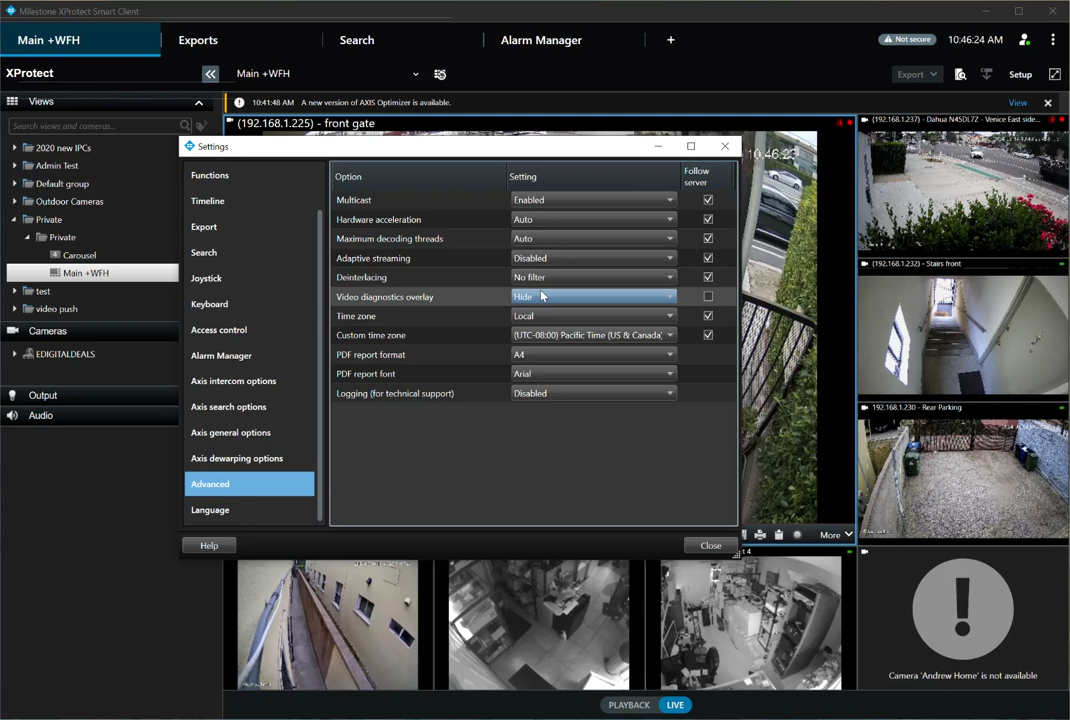 Milestone XProtect Smart Client
Main +WFH
Exports
Search
Alarm Manager
+
Not secure
10:46:24 AM
XProtect
Main +WFH
Export
Setup
Views
10:41:48 AM A new version of AXIS Optimizer is available.
View
Search views and cameras...
2020 new IPCs
Admin Test
Default group
Outdoor Cameras
Private
Private
4 Carousel
Main +WFH
test
video push
Cameras
EDIGITALDEALS
Output
Audio
(192.168.1.225) - front gate
10:46:23
Settings
Functions
Timeline
Export
Search
Joystick
Keyboard
Access control
Alarm Manager
Axis intercom options
Axis search options
Axis general options
Axis dewarping options
Advanced
Language
Option Setting Follow server
Multicast Enabled
Hardware acceleration Auto
Maximum decoding threads Auto
Adaptive streaming Disabled
Deinterlacing No filter
Video diagnostics overlay Hide
Time zone Local
Custom time zone (UTC-08:00) Pacific Time (US & Canada)
PDF report format A4
PDF report font Arial
Logging (for technical support) Disabled
Help
Close
More
t 4
(192.168.1.237) - Dahua N45DL7Z - Venice East side...
(192.168.1.232) - Stairs front
192.168.1.230 - Rear Parking
Camera 'Andrew Home' is not available
PLAYBACK LIVE